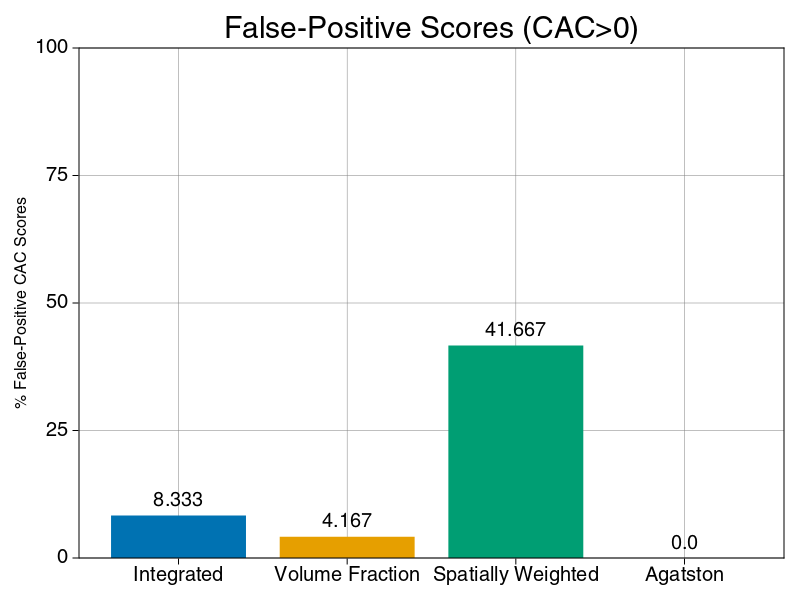 False-Positive Scores (CAC>0)
% False-Positive CAC Scores
100
75
50
25
0
8.333
4.167
41.667
0.0
Integrated
Volume Fraction
Spatially Weighted
Agatston